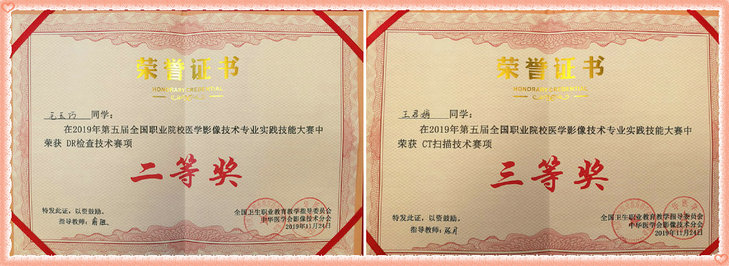 荣誉证书
HONORARY CREDENTIAL
同学：
在2019年第五届全国职业院校医学影像技术专业实践技能大赛中
荣获 DR检查技术赛项
二等奖
特发此证，以资鼓励。
指导教师：
全国卫生职业教育教学指导委员会
中华医学会影像技术分会
2019年11月24日
荣誉证书
HONORARY CREDENTIAL
同学：
在2019年第五届全国职业院校医学影像技术专业实践技能大赛中
荣获 CT扫描技术赛项
三等奖
特发此证，以资鼓励。
指导教师：
全国卫生职业教育教学指导委员会
中华医学会影像技术分会
2019年11月24日